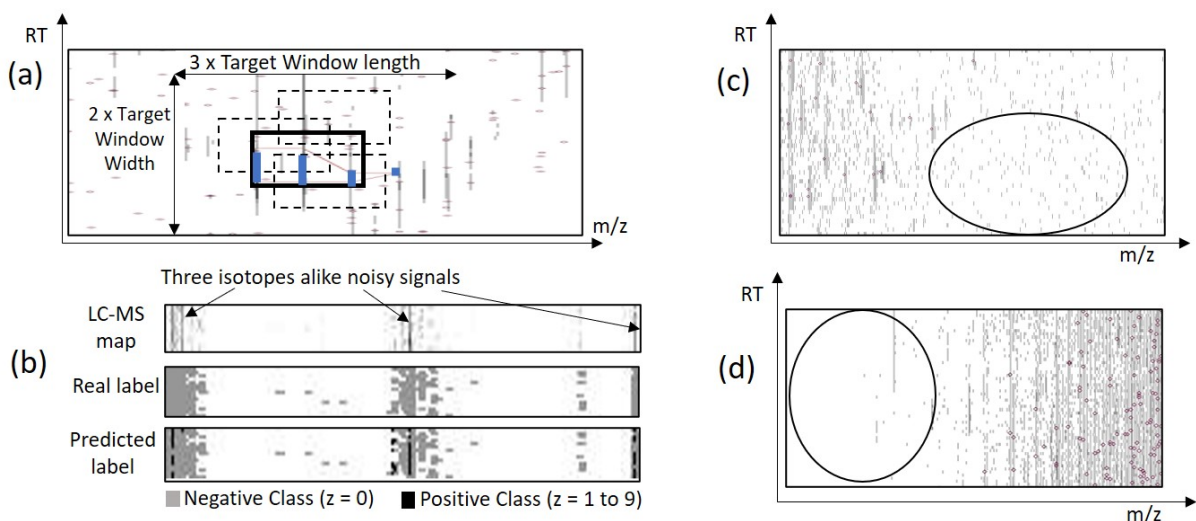 RT
(a)
3 x Target Window length
2 x Target
Window
Width
m/z
Three isotopes alike noisy signals
LC-MS
map
(b)
Real label
Predicted
label
Negative Class (z = 0)
Positive Class (z = 1 to 9)
RT
(c)
m/z
RT
(d)
m/z